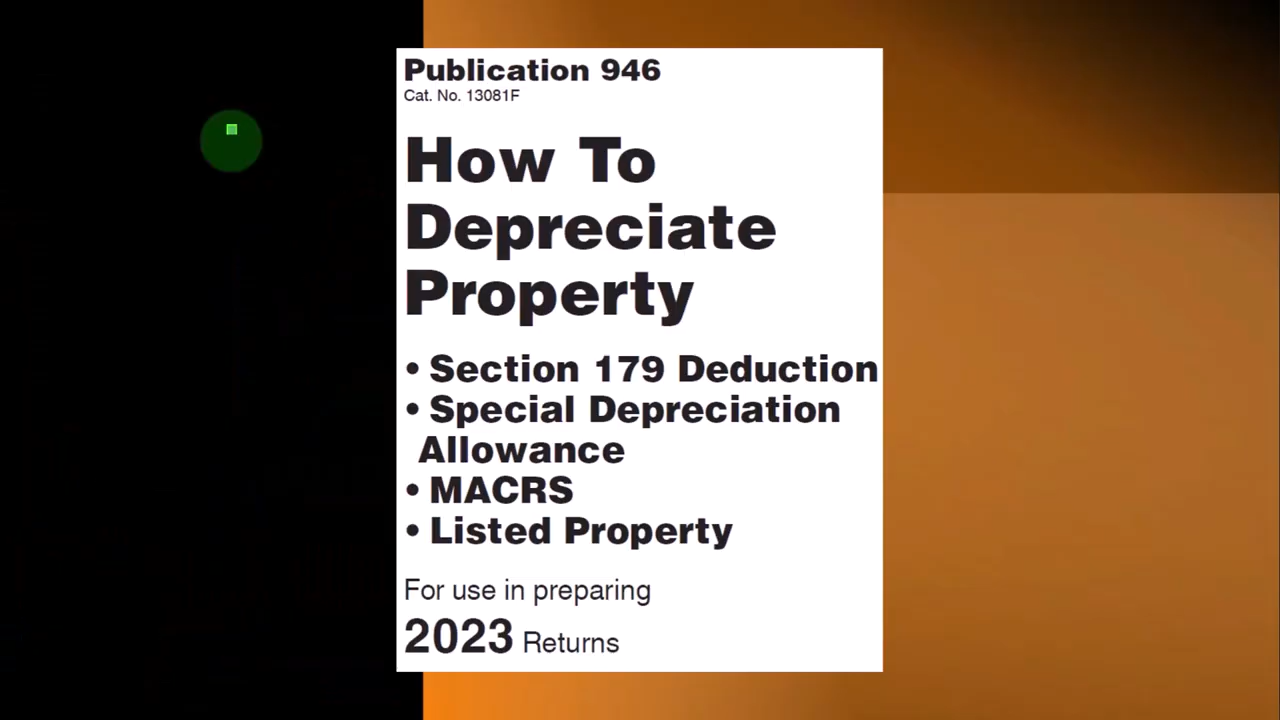 Publication 946
Cat. No. 13081F
How To
Depreciate
Property
• Section 179 Deduction
• Special Depreciation
Allowance
• MACRS
• Listed Property
For use in preparing
2023 Returns